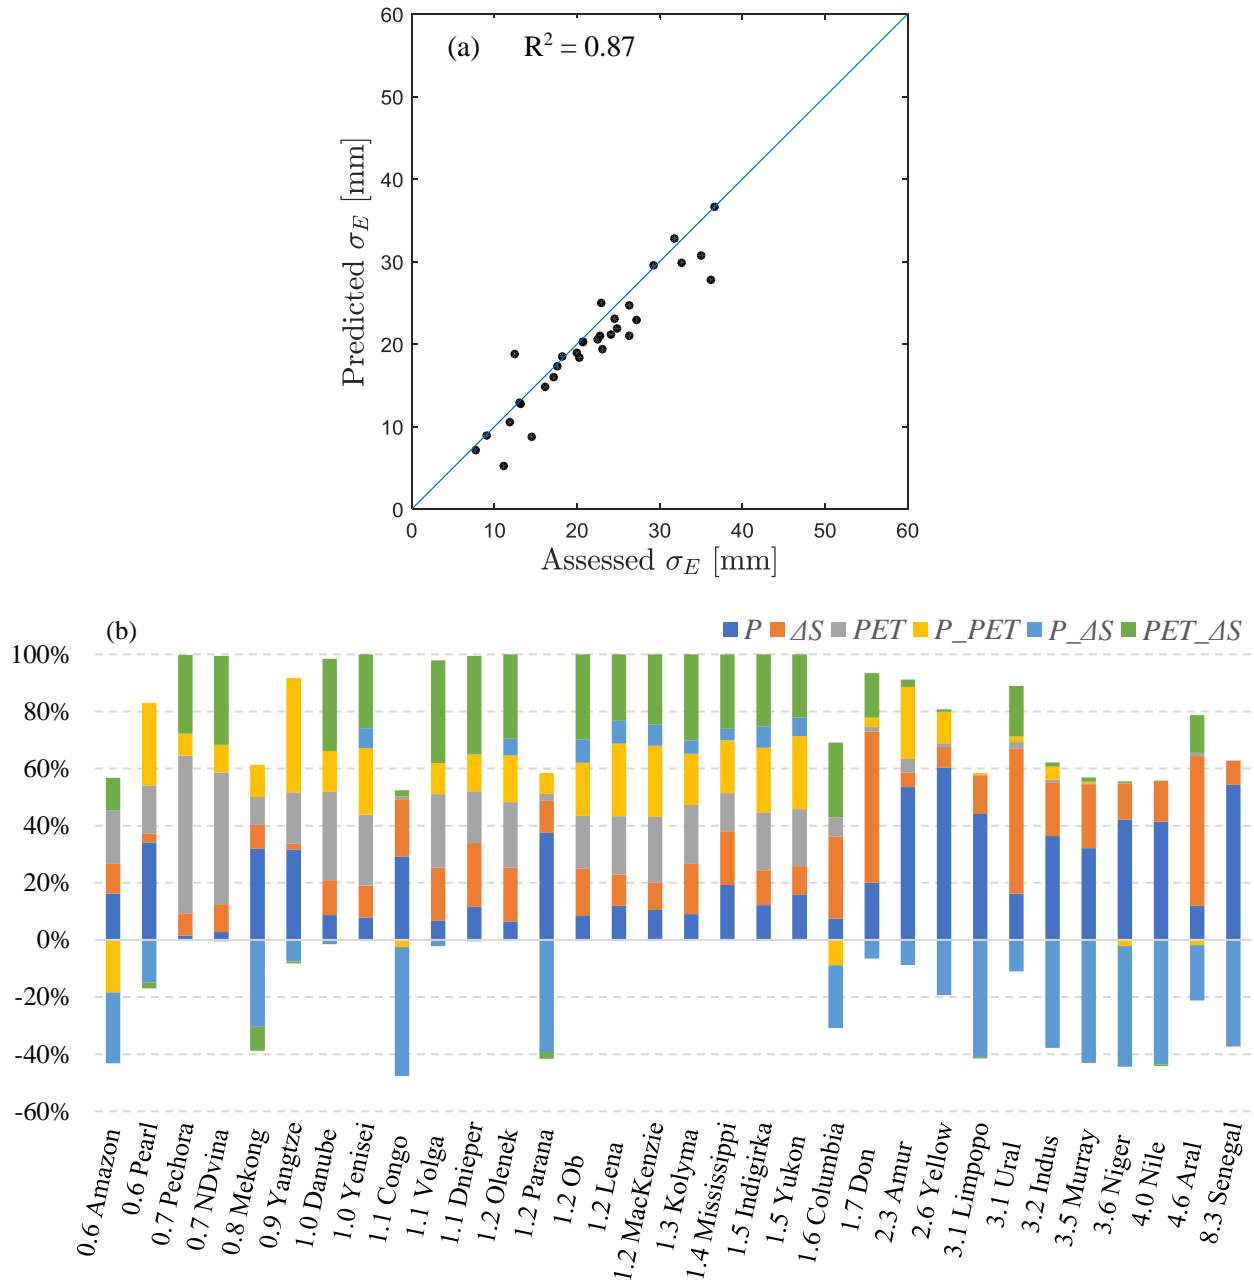 (a) R² = 0.87
60
50
40
30
20
10
0
Predicted σ_E [mm]
0 10 20 30 40 50 60
Assessed σ_E [mm]
(b)
P ΔS PET P_PET P_ΔS PET_ΔS
100%
80%
60%
40%
20%
0%
-20%
-40%
-60%
0.6 Amazon
0.6 Pearl
0.7 Pechora
0.7 NDvina
0.8 Mekong
0.9 Yangtze
1.0 Danube
1.0 Yenisei
1.1 Congo
1.1 Volga
1.1 Dnieper
1.2 Olenek
1.2 Parana
1.2 Ob
1.2 Lena
1.2 MacKenzie
1.3 Kolyma
1.4 Mississippi
1.5 Indigirka
1.5 Yukon
1.6 Columbia
1.7 Don
2.3 Amur
2.6 Yellow
3.1 Limpopo
3.1 Ural
3.2 Indus
3.5 Murray
3.6 Niger
4.0 Nile
4.6 Aral
8.3 Senegal